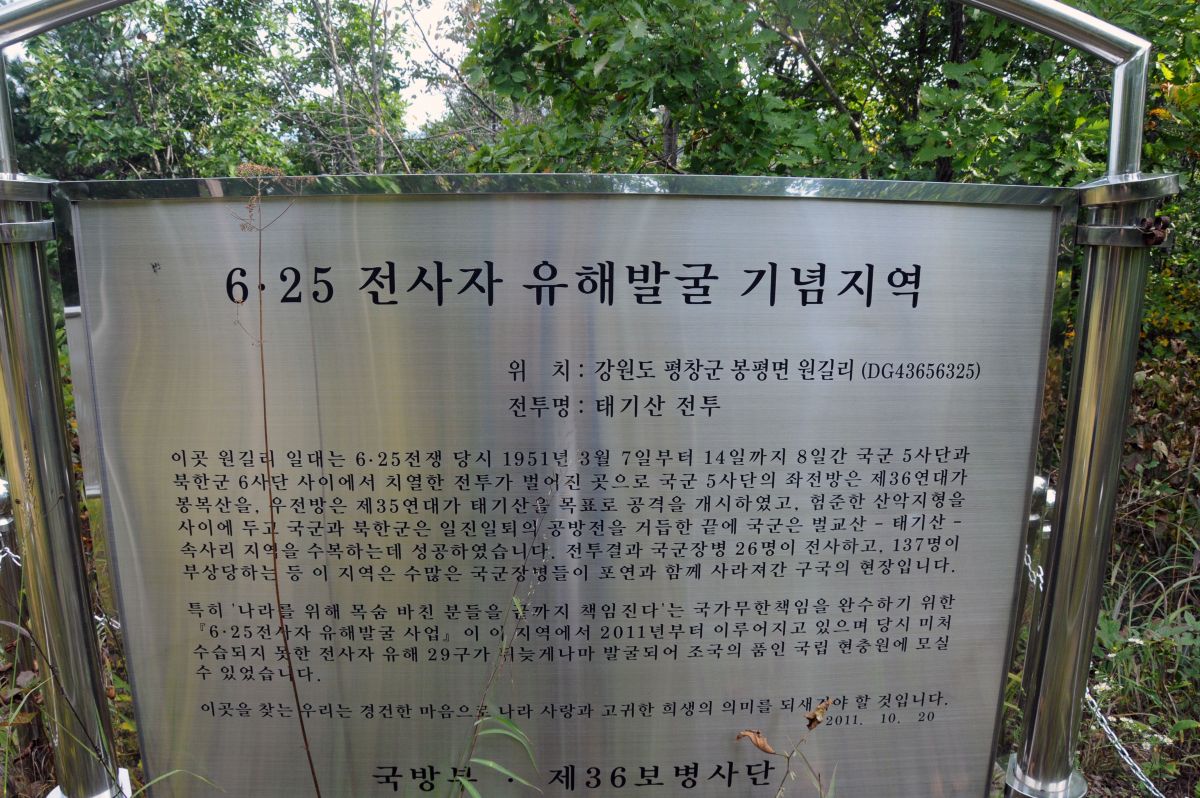 6·25 전사자 유해발굴 기념지역
위 치 : 강원도 평창군 봉평면 원길리 (DG43656325)
전투명 : 태기산 전투
이곳 원길리 일대는 6·25전쟁 당시 1951년 3월 7일부터 14일까지 8일간 국군 5사단과
북한군 6사단 사이에서 치열한 전투가 벌어진 곳으로 국군 5사단의 좌전방은 제36연대가
봉복산을, 우전방은 제35연대가 태기산을 목표로 공격을 개시하였고, 험준한 산악지형을
사이에 두고 국군과 북한군은 일진일퇴의 공방전을 거듭한 끝에 국군은 벌교산 - 태기산 -
속사리 지역을 수복하는데 성공하였습니다. 전투결과 국군장병 26명이 전사하고, 137명이
부상당하는 등 이 지역은 수많은 국군장병들이 포연과 함께 사라져간 구국의 현장입니다.
특히 '나라를 위해 목숨 바친 분들을 끝까지 책임진다'는 국가무한책임을 완수하기 위한
『6·25전사자 유해발굴 사업』이 이 지역에서 2011년부터 이루어지고 있으며 당시 미처
수습되지 못한 전사자 유해 29구가 뒤늦게나마 발굴되어 조국의 품인 국립 현충원에 모실
수 있었습니다.
이곳을 찾는 우리는 경건한 마음으로 나라 사랑과 고귀한 희생의 의미를 되새겨야 할 것입니다.
2011. 10. 20
국방부 · 제36보병사단